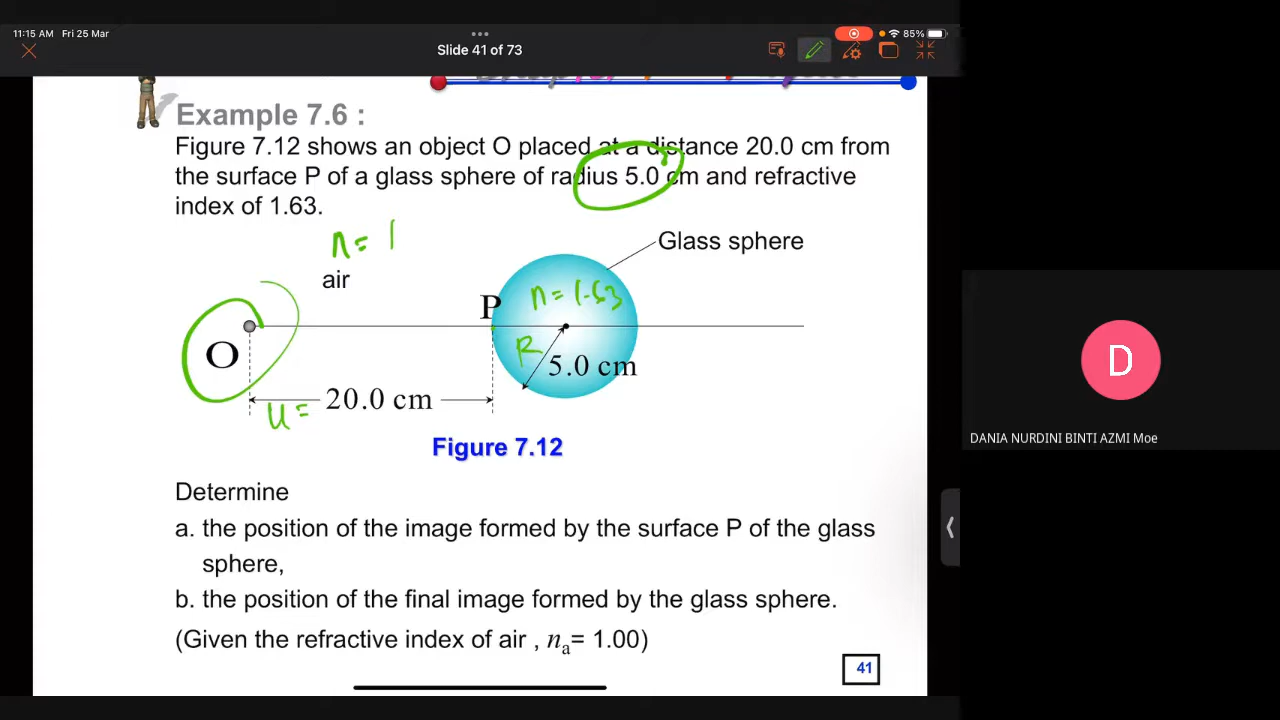 11:15 AM Fri 25 Mar
85%
Slide 41 of 73
Example 7.6 :
Figure 7.12 shows an object O placed at a distance 20.0 cm from
the surface P of a glass sphere of radius 5.0 cm and refractive
index of 1.63.
n= 1
Glass sphere
air
P
n= 1.63
O
R
5.0 cm
u=
20.0 cm
Figure 7.12
Determine
a. the position of the image formed by the surface P of the glass
sphere,
b. the position of the final image formed by the glass sphere.
(Given the refractive index of air , na= 1.00)
41
D
DANIA NURDINI BINTI AZMI Moe